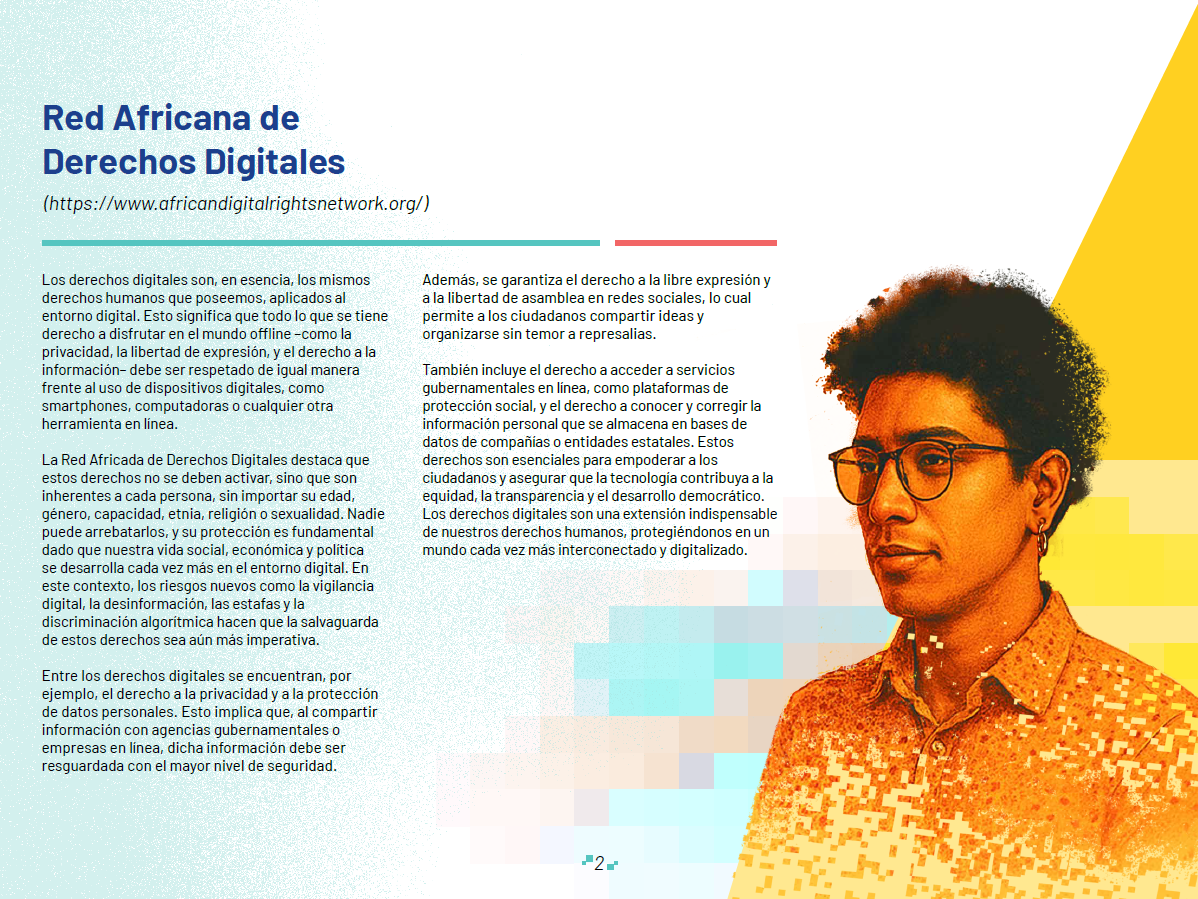 Red Africana de
Derechos Digitales
(https://www.africandigitalrightsnetwork.org/)
Los derechos digitales son, en esencia, los mismos
derechos humanos que poseemos, aplicados al
entorno digital. Esto significa que todo lo que se tiene
derecho a disfrutar en el mundo offline –como la
privacidad, la libertad de expresión, y el derecho a la
información– debe ser respetado de igual manera
frente al uso de dispositivos digitales, como
smartphones, computadoras o cualquier otra
herramienta en línea.
La Red Africada de Derechos Digitales destaca que
estos derechos no se deben activar, sino que son
inherentes a cada persona, sin importar su edad,
género, capacidad, etnia, religión o sexualidad. Nadie
puede arrebatarlos, y su protección es fundamental
dado que nuestra vida social, económica y política
se desarrolla cada vez más en el entorno digital. En
este contexto, los riesgos nuevos como la vigilancia
digital, la desinformación, las estafas y la
discriminación algorítmica hacen que la salvaguarda
de estos derechos sea aún más imperativa.
Entre los derechos digitales se encuentran, por
ejemplo, el derecho a la privacidad y a la protección
de datos personales. Esto implica que, al compartir
información con agencias gubernamentales o
empresas en línea, dicha información debe ser
resguardada con el mayor nivel de seguridad.
Además, se garantiza el derecho a la libre expresión y
a la libertad de asamblea en redes sociales, lo cual
permite a los ciudadanos compartir ideas y
organizarse sin temor a represalias.
También incluye el derecho a acceder a servicios
gubernamentales en línea, como plataformas de
protección social, y el derecho a conocer y corregir la
información personal que se almacena en bases de
datos de compañías o entidades estatales. Estos
derechos son esenciales para empoderar a los
ciudadanos y asegurar que la tecnología contribuya a la
equidad, la transparencia y el desarrollo democrático.
Los derechos digitales son una extensión indispensable
de nuestros derechos humanos, protegiéndonos en un
mundo cada vez más interconectado y digitalizado.
2